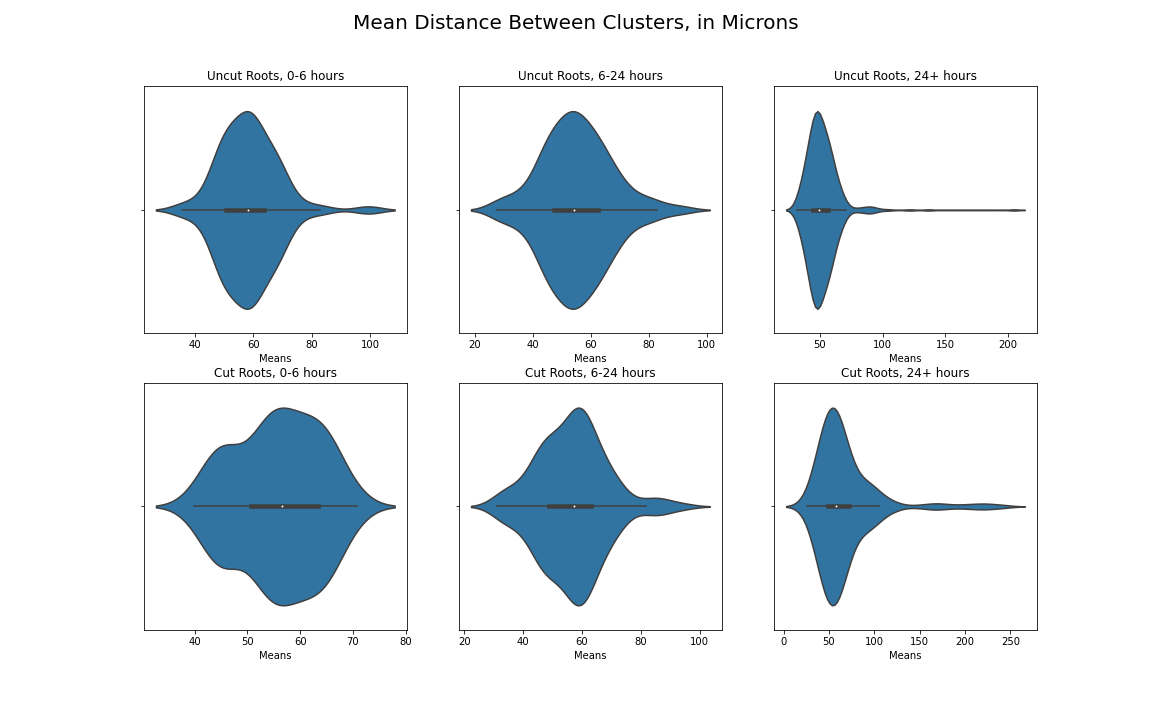 Mean Distance Between Clusters, in Microns
Uncut Roots, 0-6 hours
Uncut Roots, 6-24 hours
Uncut Roots, 24+ hours
40 60 80 100
20 40 60 80 100
50 100 150 200
Means
Means
Means
Cut Roots, 0-6 hours
Cut Roots, 6-24 hours
Cut Roots, 24+ hours
40 50 60 70 80
20 40 60 80 100
0 50 100 150 200 250
Means
Means
Means